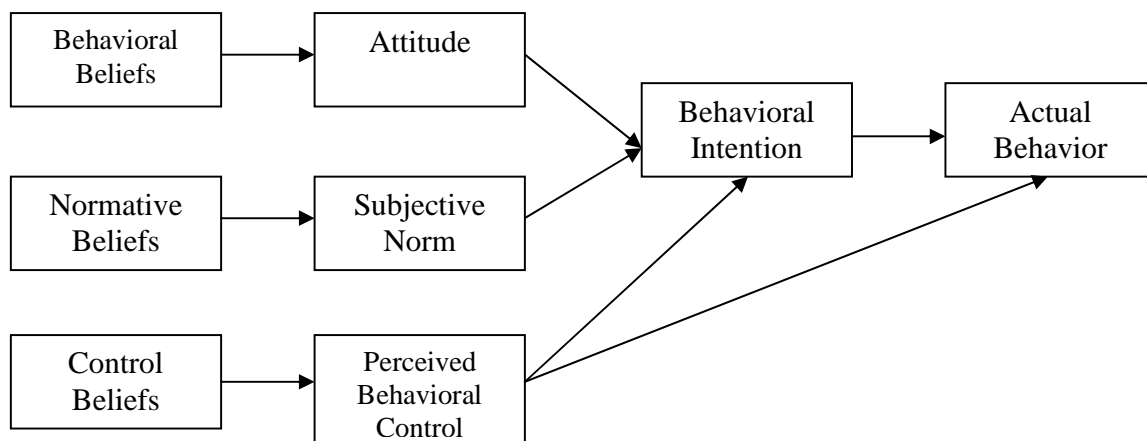 Behavioral
Beliefs
Attitude
Behavioral
Intention
Actual
Behavior
Normative
Beliefs
Subjective
Norm
Control
Beliefs
Perceived
Behavioral
Control